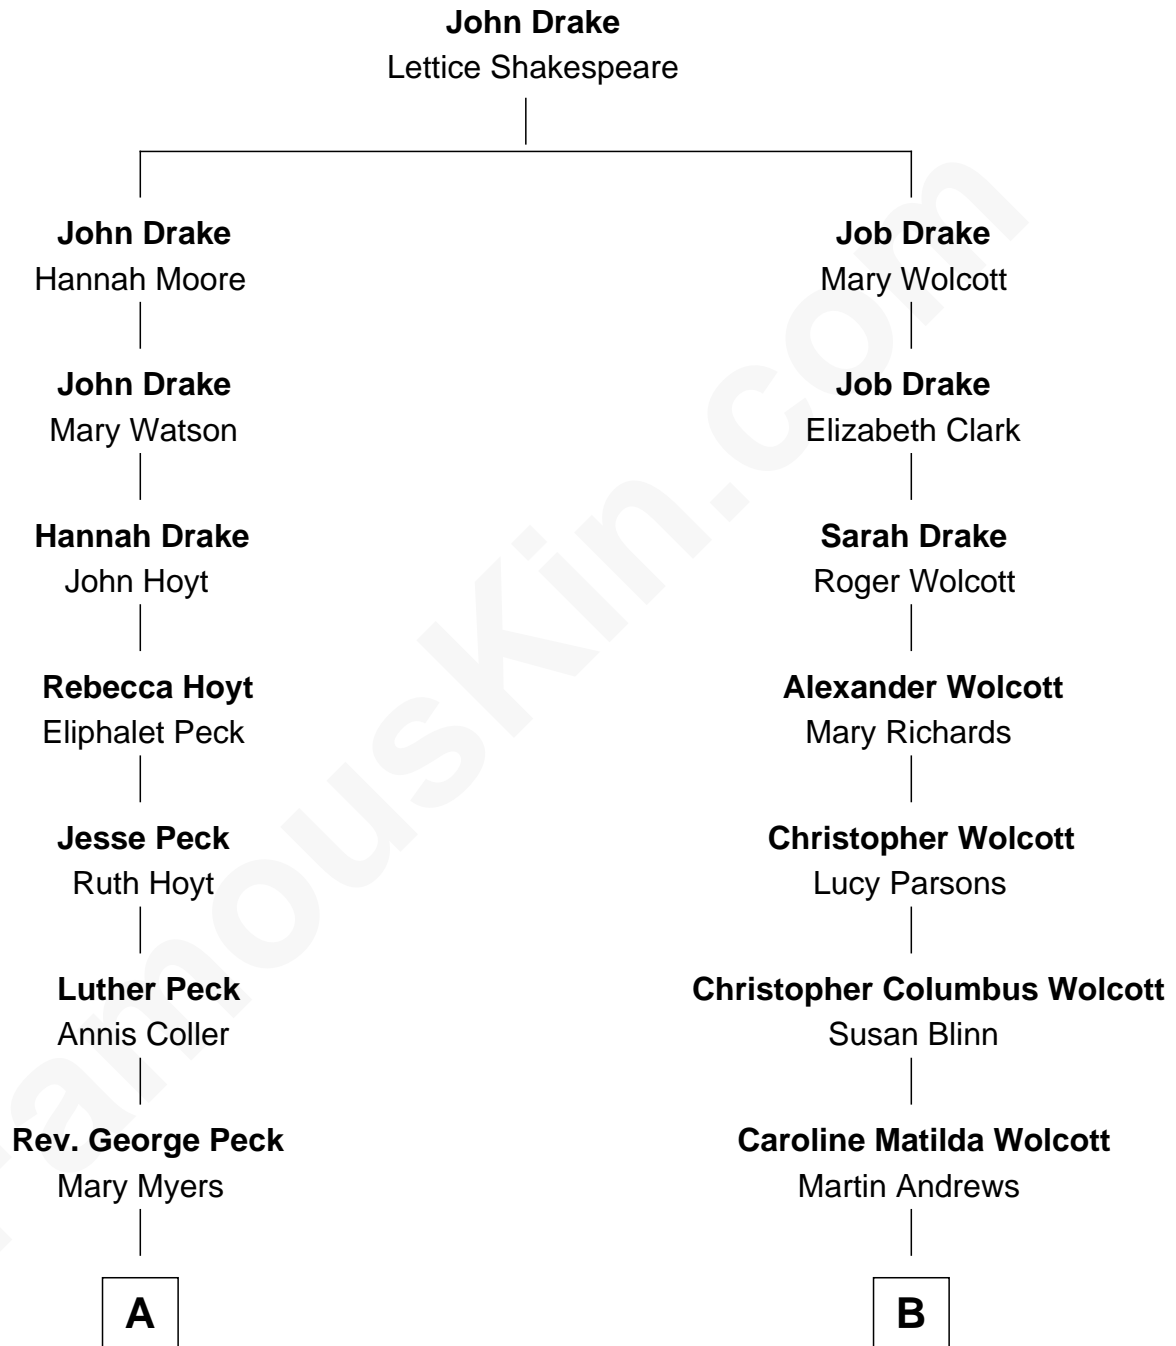 John Drake
Lettice Shakespeare
John Drake
Hannah Moore
John Drake
Mary Watson
Hannah Drake
John Hoyt
Rebecca Hoyt
Eliphalet Peck
Jesse Peck
Ruth Hoyt
Luther Peck
Annis Coller
Rev. George Peck
Mary Myers
A
Job Drake
Mary Wolcott
Job Drake
Elizabeth Clark
Sarah Drake
Roger Wolcott
Alexander Wolcott
Mary Richards
Christopher Wolcott
Lucy Parsons
Christopher Columbus Wolcott
Susan Blinn
Caroline Matilda Wolcott
Martin Andrews
B
FamousKin.com